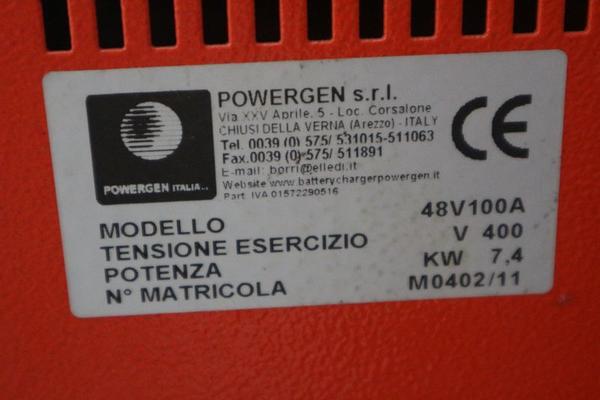 POWERGEN s.r.l.
Via XXV Aprile, 5 - Loc. Corsalone
CHIUSI DELLA VERNA (Arezzo) - ITALY
Tel. 0039 (0) 575/ 531015-511063
Fax.0039 (0) 575/ 511891
E-mail: borri@elledi.it
Website www.batterychargerpowergen.it
Part. IVA 01572290516
POWERGEN ITALIA...
CE
MODELLO 48V100A
TENSIONE ESERCIZIO V 400
POTENZA KW 7,4
N° MATRICOLA M0402/11